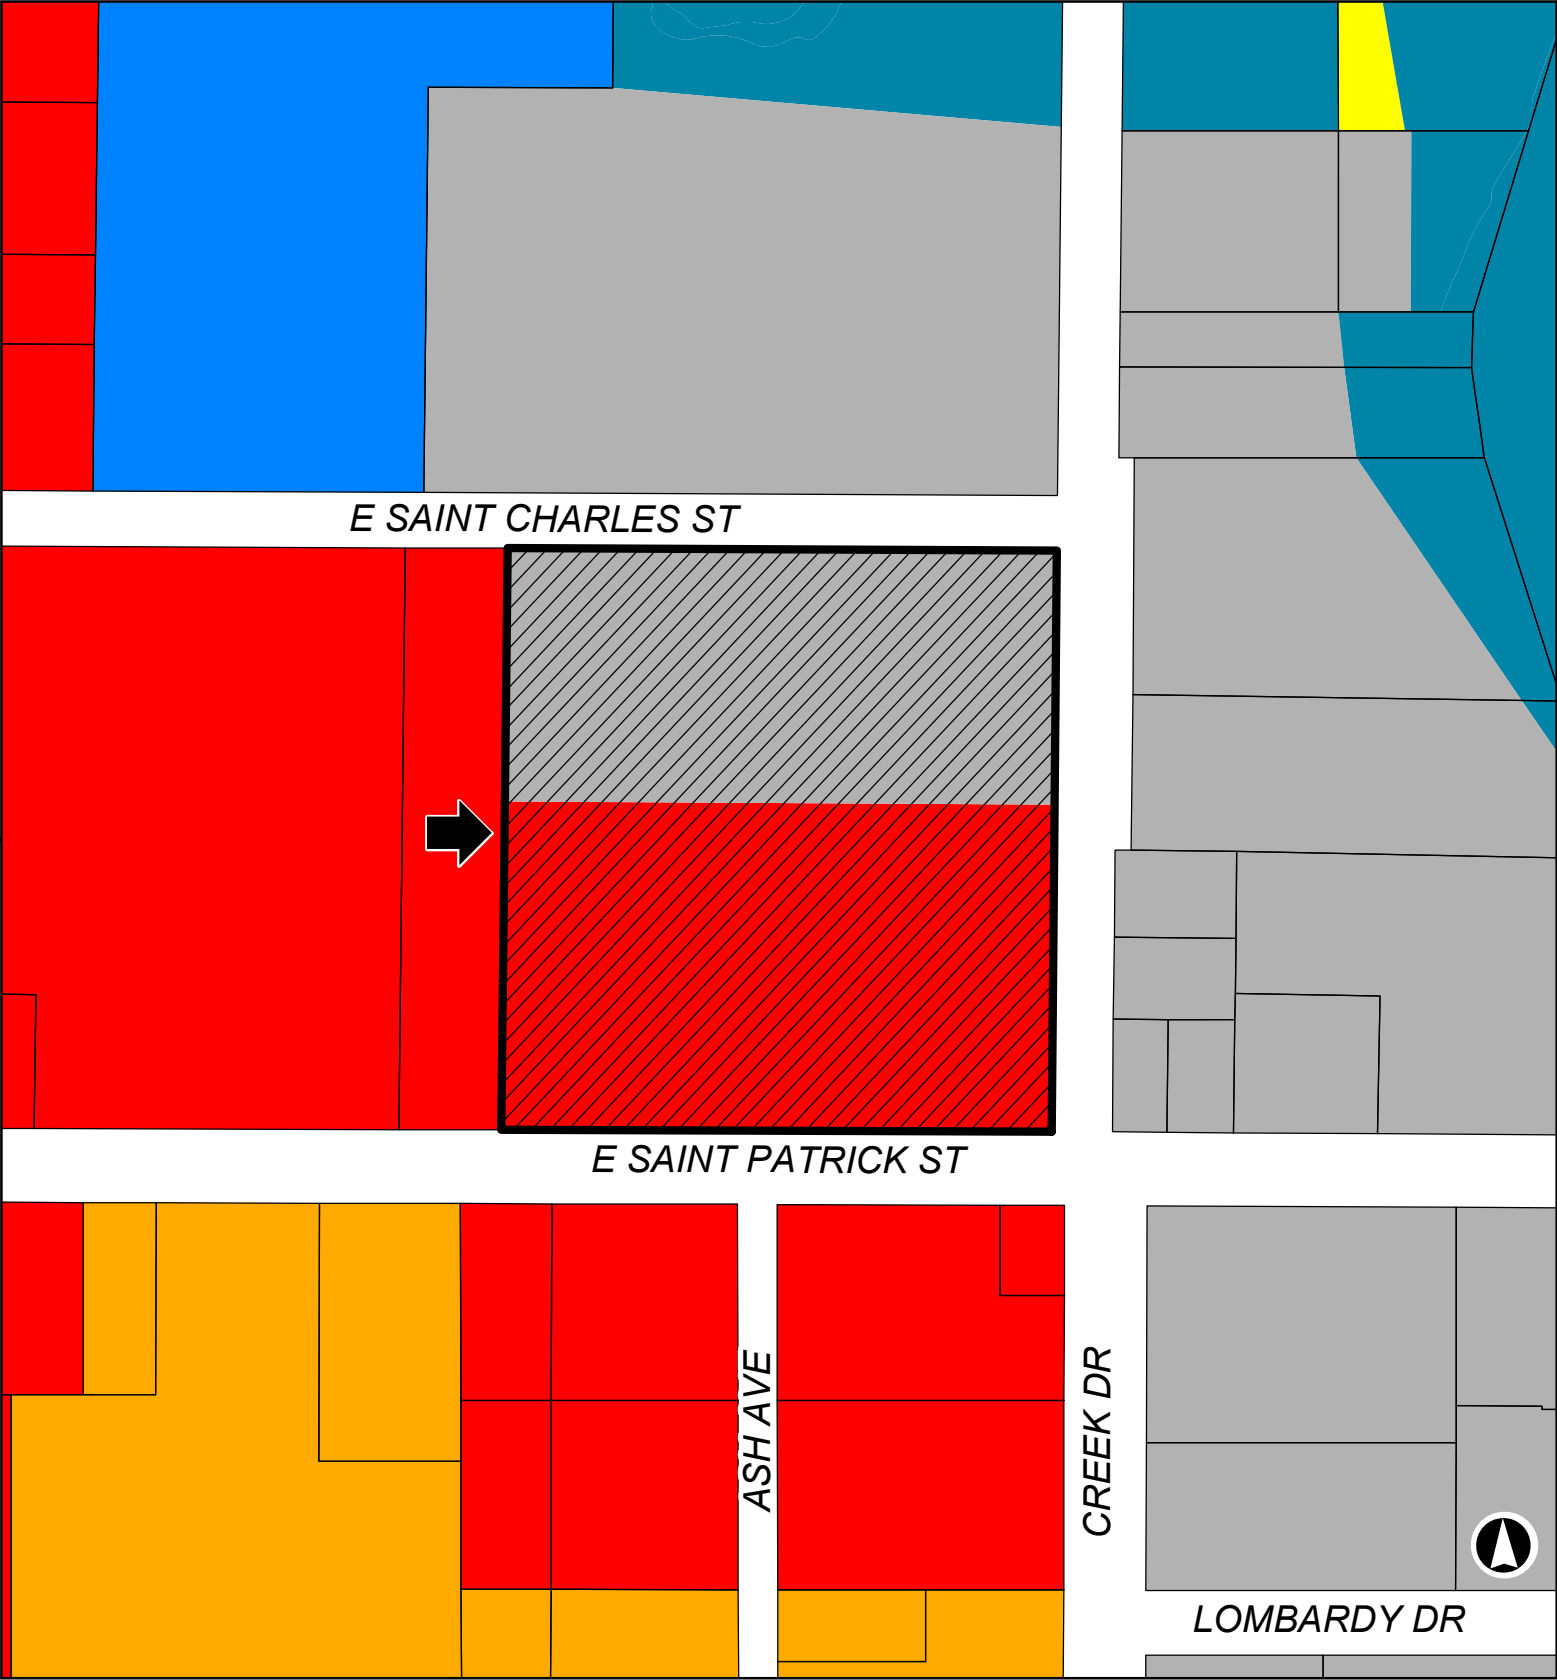 E SAINT CHARLES ST
E SAINT PATRICK ST
ASH AVE
CREEK DR
LOMBARDY DR